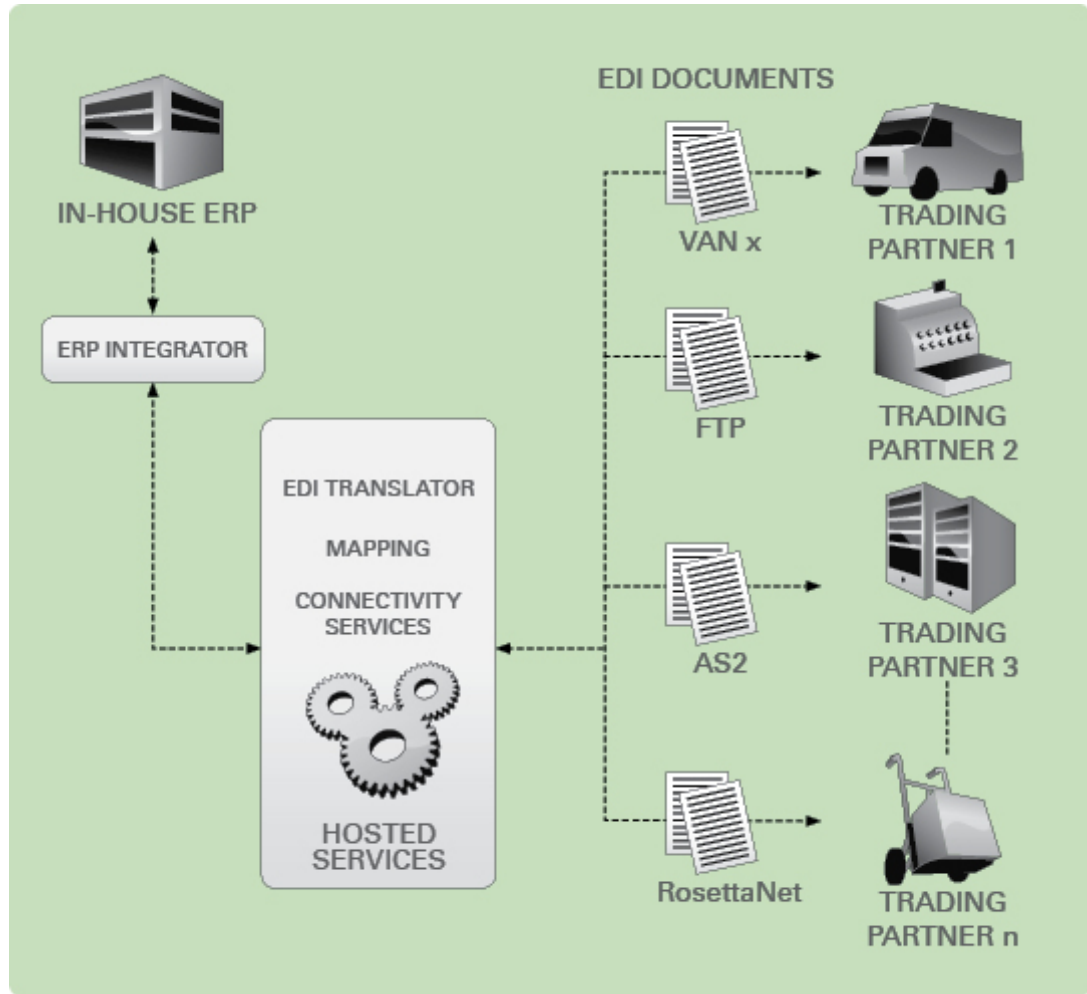 IN-HOUSE ERP
ERP INTEGRATOR
EDI TRANSLATOR
MAPPING
CONNECTIVITY
SERVICES
HOSTED
SERVICES
EDI DOCUMENTS
VAN x
TRADING
PARTNER 1
FTP
TRADING
PARTNER 2
AS2
TRADING
PARTNER 3
RosettaNet
TRADING
PARTNER n